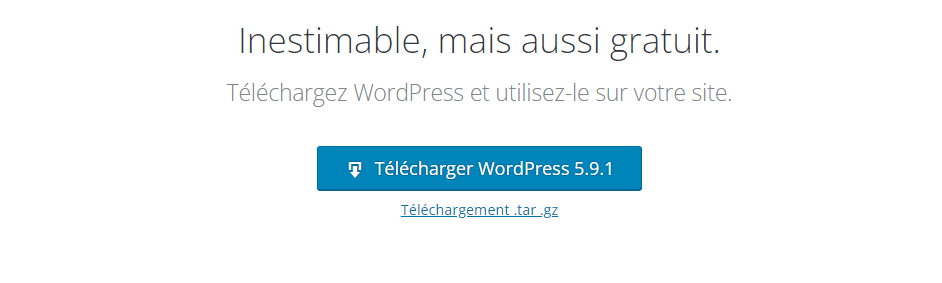 Inestimable, mais aussi gratuit.
Téléchargez WordPress et utilisez-le sur votre site.
Télécharger WordPress 5.9.1
Téléchargement .tar .gz